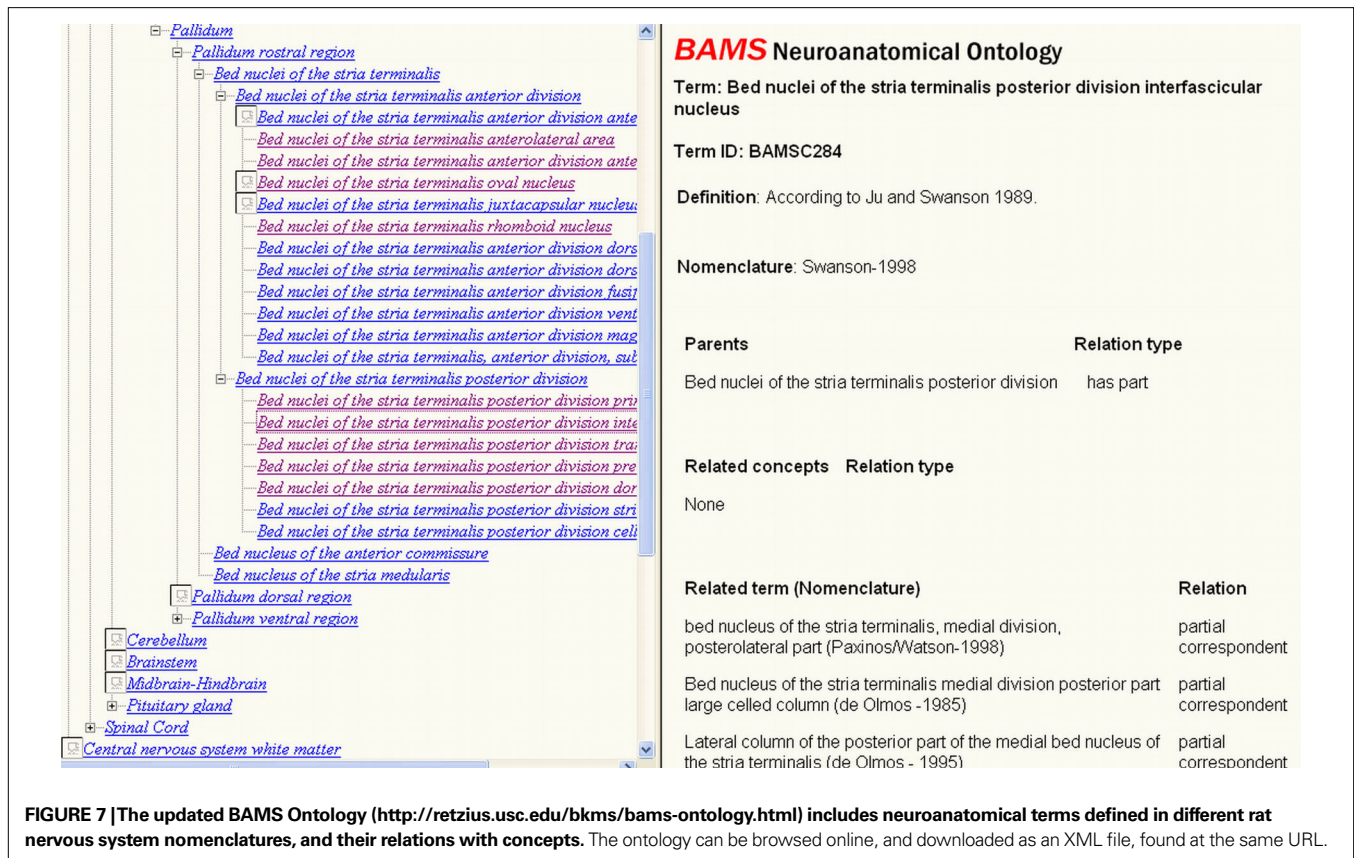 Pallidum
Pallidum rostral region
Bed nuclei of the stria terminalis
Bed nuclei of the stria terminalis anterior division
Bed nuclei of the stria terminalis anterior division ante
Bed nuclei of the stria terminalis anterolateral area
Bed nuclei of the stria terminalis anterior division ante
Bed nuclei of the stria terminalis oval nucleus
Bed nuclei of the stria terminalis juxtacapsular nucleus
Bed nuclei of the stria terminalis rhomboid nucleus
Bed nuclei of the stria terminalis anterior division dors
Bed nuclei of the stria terminalis anterior division dors
Bed nuclei of the stria terminalis anterior division fusif
Bed nuclei of the stria terminalis anterior division vent
Bed nuclei of the stria terminalis anterior division mag
Bed nuclei of the stria terminalis, anterior division, sub
Bed nuclei of the stria terminalis posterior division
Bed nuclei of the stria terminalis posterior division prin
Bed nuclei of the stria terminalis posterior division inte
Bed nuclei of the stria terminalis posterior division tra
Bed nuclei of the stria terminalis posterior division pre
Bed nuclei of the stria terminalis posterior division dor
Bed nuclei of the stria terminalis posterior division stri
Bed nuclei of the stria terminalis posterior division cell
Bed nucleus of the anterior commissure
Bed nucleus of the stria medularis
Pallidum dorsal region
Pallidum ventral region
Cerebellum
Brainstem
Midbrain-Hindbrain
Pituitary gland
Spinal Cord
Central nervous system white matter
BAMS Neuroanatomical Ontology
Term: Bed nuclei of the stria terminalis posterior division interfascicular
nucleus
Term ID: BAMSC284
Definition: According to Ju and Swanson 1989.
Nomenclature: Swanson-1998
Parents Relation type
Bed nuclei of the stria terminalis posterior division has part
Related concepts Relation type
None
Related term (Nomenclature) Relation
bed nucleus of the stria terminalis, medial division, partial
posterolateral part (Paxinos/Watson-1998) correspondent
Bed nucleus of the stria terminalis medial division posterior part partial
large celled column (de Olmos -1985) correspondent
Lateral column of the posterior part of the medial bed nucleus of partial
the stria terminalis (de Olmos - 1995) correspondent
FIGURE 7 | The updated BAMS Ontology (http://retzius.usc.edu/bkms/bams-ontology.html) includes neuroanatomical terms defined in different rat
nervous system nomenclatures, and their relations with concepts. The ontology can be browsed online, and downloaded as an XML file, found at the same URL.